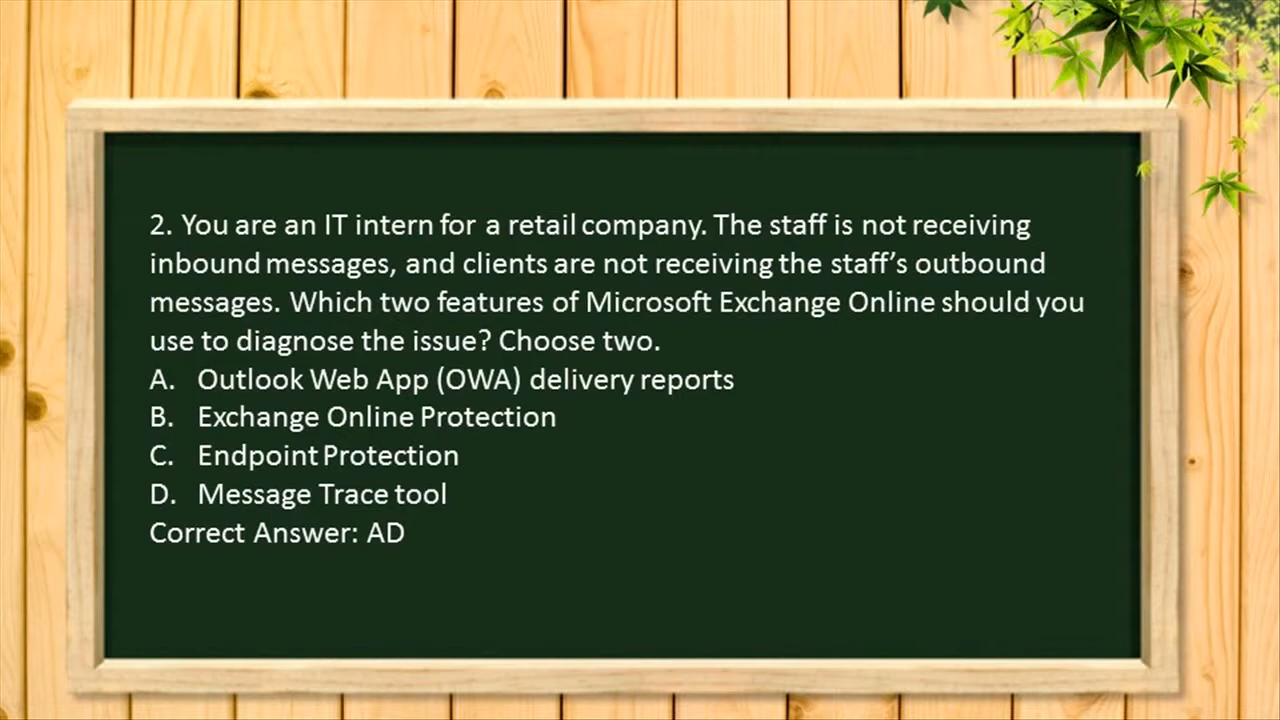 2. You are an IT intern for a retail company. The staff is not receiving
inbound messages, and clients are not receiving the staff’s outbound
messages. Which two features of Microsoft Exchange Online should you
use to diagnose the issue? Choose two.
A. Outlook Web App (OWA) delivery reports
B. Exchange Online Protection
C. Endpoint Protection
D. Message Trace tool
Correct Answer: AD